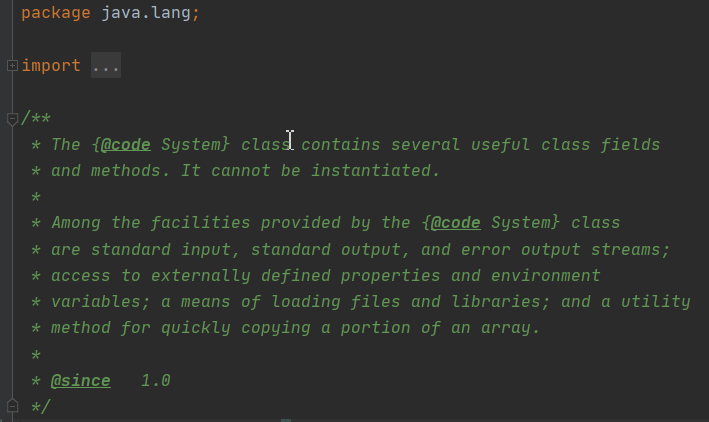 package java.lang;
import ...
/**
* The {@code System} class contains several useful class fields
* and methods. It cannot be instantiated.
*
* Among the facilities provided by the {@code System} class
* are standard input, standard output, and error output streams;
* access to externally defined properties and environment
* variables; a means of loading files and libraries; and a utility
* method for quickly copying a portion of an array.
*
* @since   1.0
*/